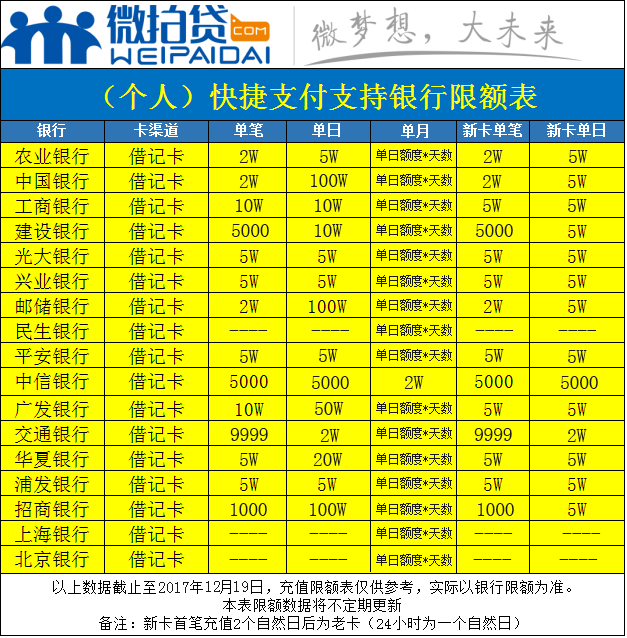 微拍贷.COM
WEIPAIDAI
微梦想，大未来
（个人）快捷支付支持银行限额表
银行 卡渠道 单笔 单日 单月 新卡单笔 新卡单日
农业银行 借记卡 2W 5W 单日额度*天数 2W 5W
中国银行 借记卡 2W 100W 单日额度*天数 2W 5W
工商银行 借记卡 10W 10W 单日额度*天数 5W 5W
建设银行 借记卡 5000 10W 单日额度*天数 5000 5W
光大银行 借记卡 5W 5W 单日额度*天数 5W 5W
兴业银行 借记卡 5W 5W 单日额度*天数 5W 5W
邮储银行 借记卡 2W 100W 单日额度*天数 2W 5W
民生银行 借记卡 ---- ---- 单日额度*天数 ---- ----
平安银行 借记卡 5W 5W 单日额度*天数 5W 5W
中信银行 借记卡 5000 5000 2W 5000 5000
广发银行 借记卡 10W 50W 单日额度*天数 5W 5W
交通银行 借记卡 9999 2W 单日额度*天数 9999 2W
华夏银行 借记卡 5W 20W 单日额度*天数 5W 5W
浦发银行 借记卡 5W 5W 单日额度*天数 5W 5W
招商银行 借记卡 1000 100W 单日额度*天数 1000 5W
上海银行 借记卡 ---- ---- 单日额度*天数 ---- ----
北京银行 借记卡 ---- ---- 单日额度*天数 ---- ----
以上数据截止至2017年12月19日，充值限额表仅供参考，实际以银行限额为准。
本表限额数据将不定期更新
备注：新卡首笔充值2个自然日后为老卡（24小时为一个自然日）